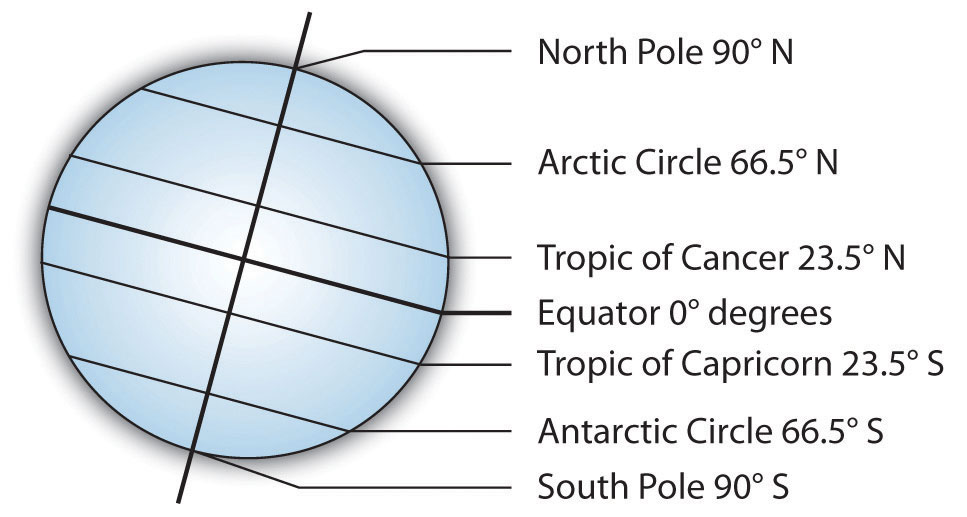 North Pole 90° N
Arctic Circle 66.5° N
Tropic of Cancer 23.5° N
Equator 0° degrees
Tropic of Capricorn 23.5° S
Antarctic Circle 66.5° S
South Pole 90° S